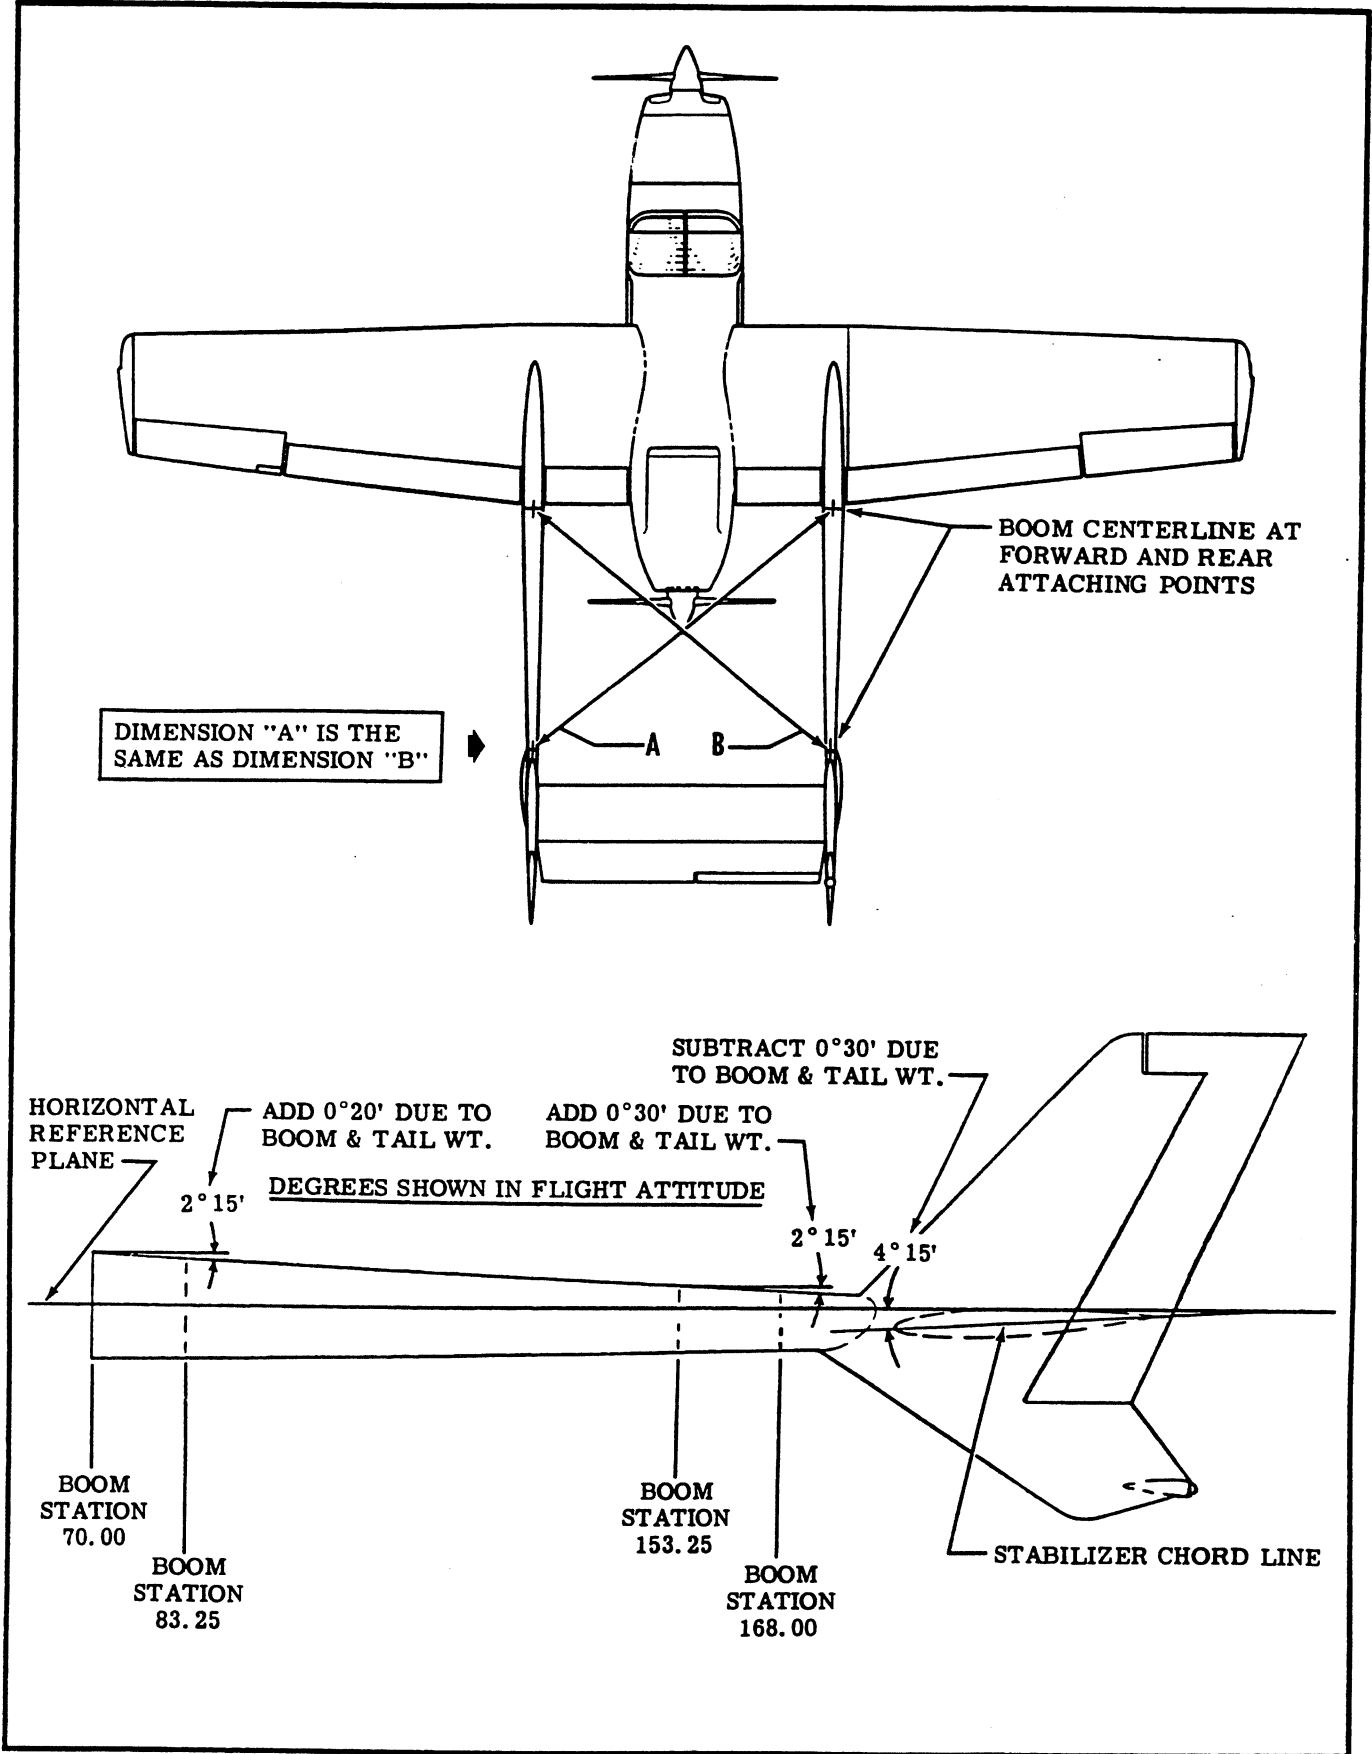 BOOM CENTERLINE AT
FORWARD AND REAR
ATTACHING POINTS
DIMENSION "A" IS THE
SAME AS DIMENSION "B"
A
B
SUBTRACT 0°30' DUE
TO BOOM & TAIL WT.
HORIZONTAL
REFERENCE
PLANE
ADD 0°20' DUE TO
BOOM & TAIL WT.
ADD 0°30' DUE TO
BOOM & TAIL WT.
DEGREES SHOWN IN FLIGHT ATTITUDE
2°15'
2°15'
4°15'
BOOM
STATION
70.00
BOOM
STATION
83.25
BOOM
STATION
153.25
BOOM
STATION
168.00
STABILIZER CHORD LINE